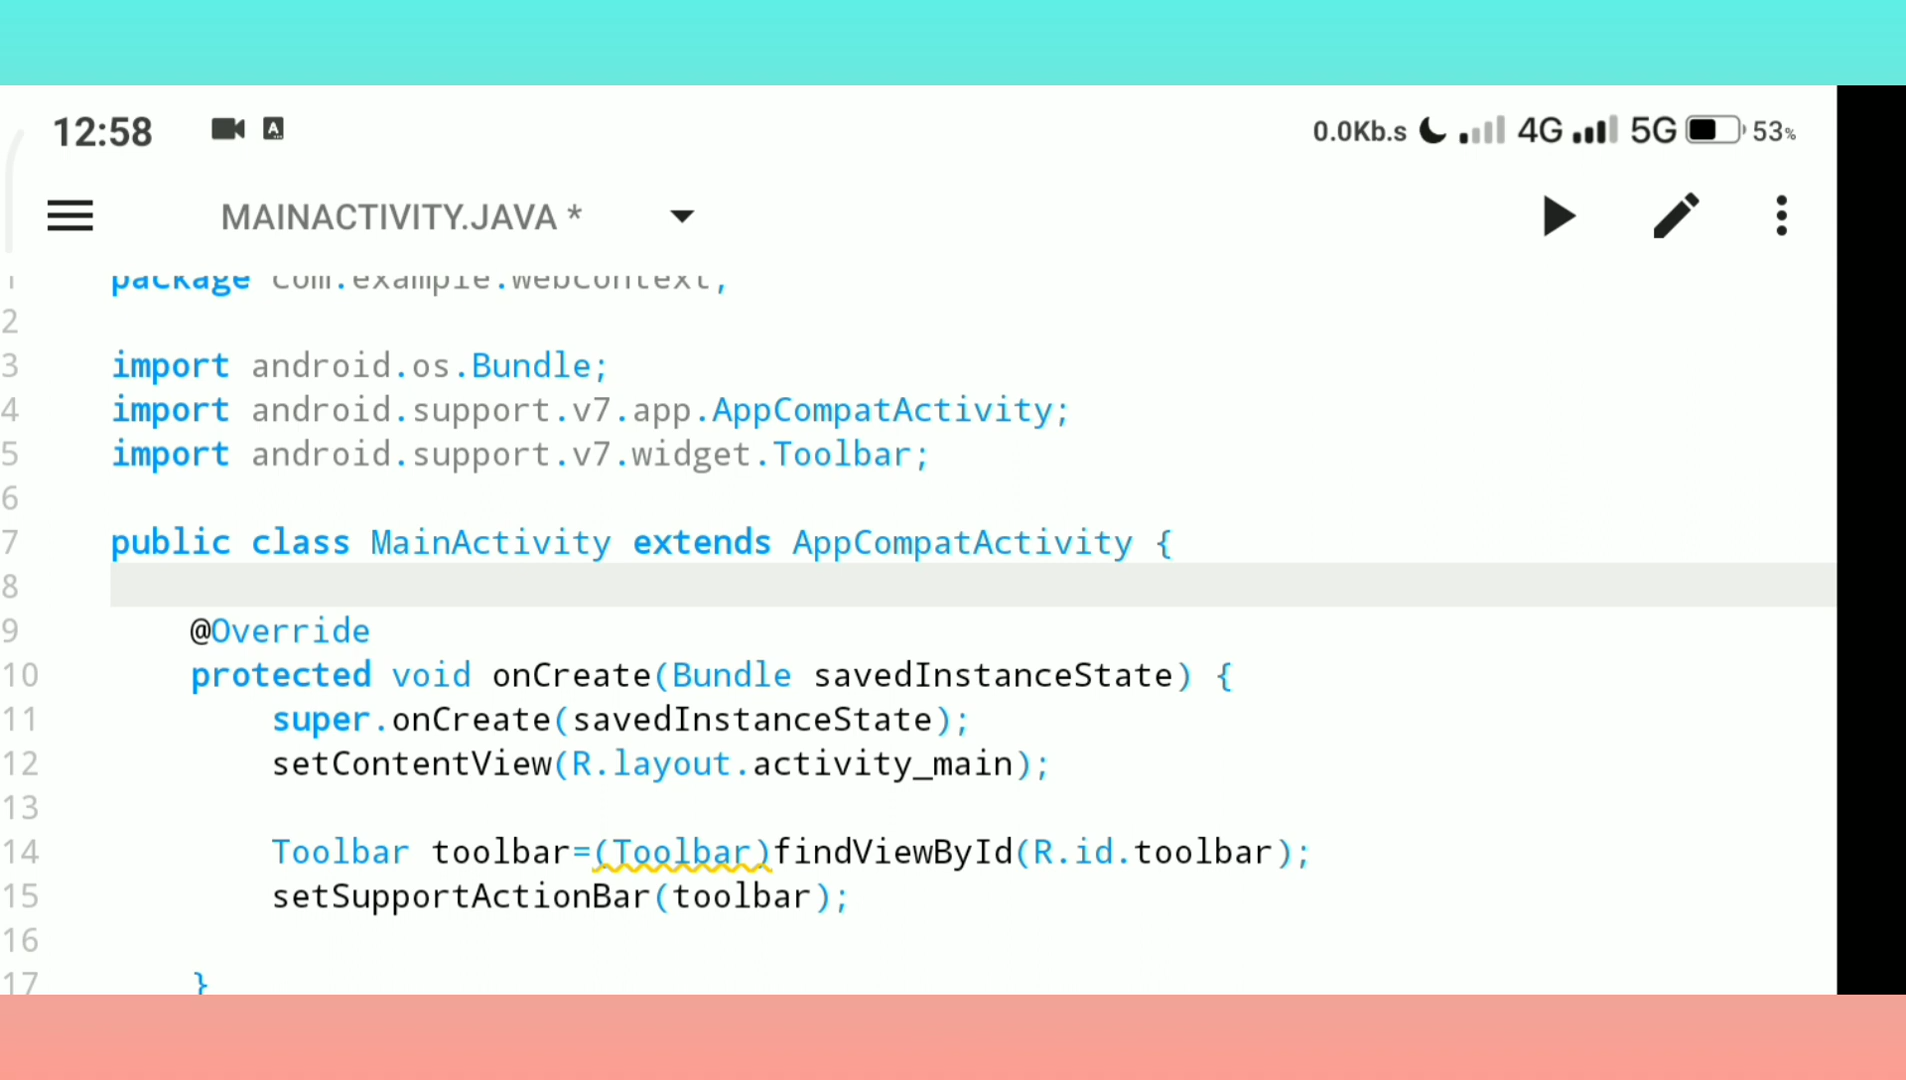 12:58 A 0.0Kb.s 4G 5G 53%
MAINACTIVITY.JAVA *
1 package com.example.webcontext;
2
3 import android.os.Bundle;
4 import android.support.v7.app.AppCompatActivity;
5 import android.support.v7.widget.Toolbar;
6
7 public class MainActivity extends AppCompatActivity {
8
9 @Override
10 protected void onCreate(Bundle savedInstanceState) {
11 super.onCreate(savedInstanceState);
12 setContentView(R.layout.activity_main);
13
14 Toolbar toolbar=(Toolbar)findViewById(R.id.toolbar);
15 setSupportActionBar(toolbar);
16
17 }